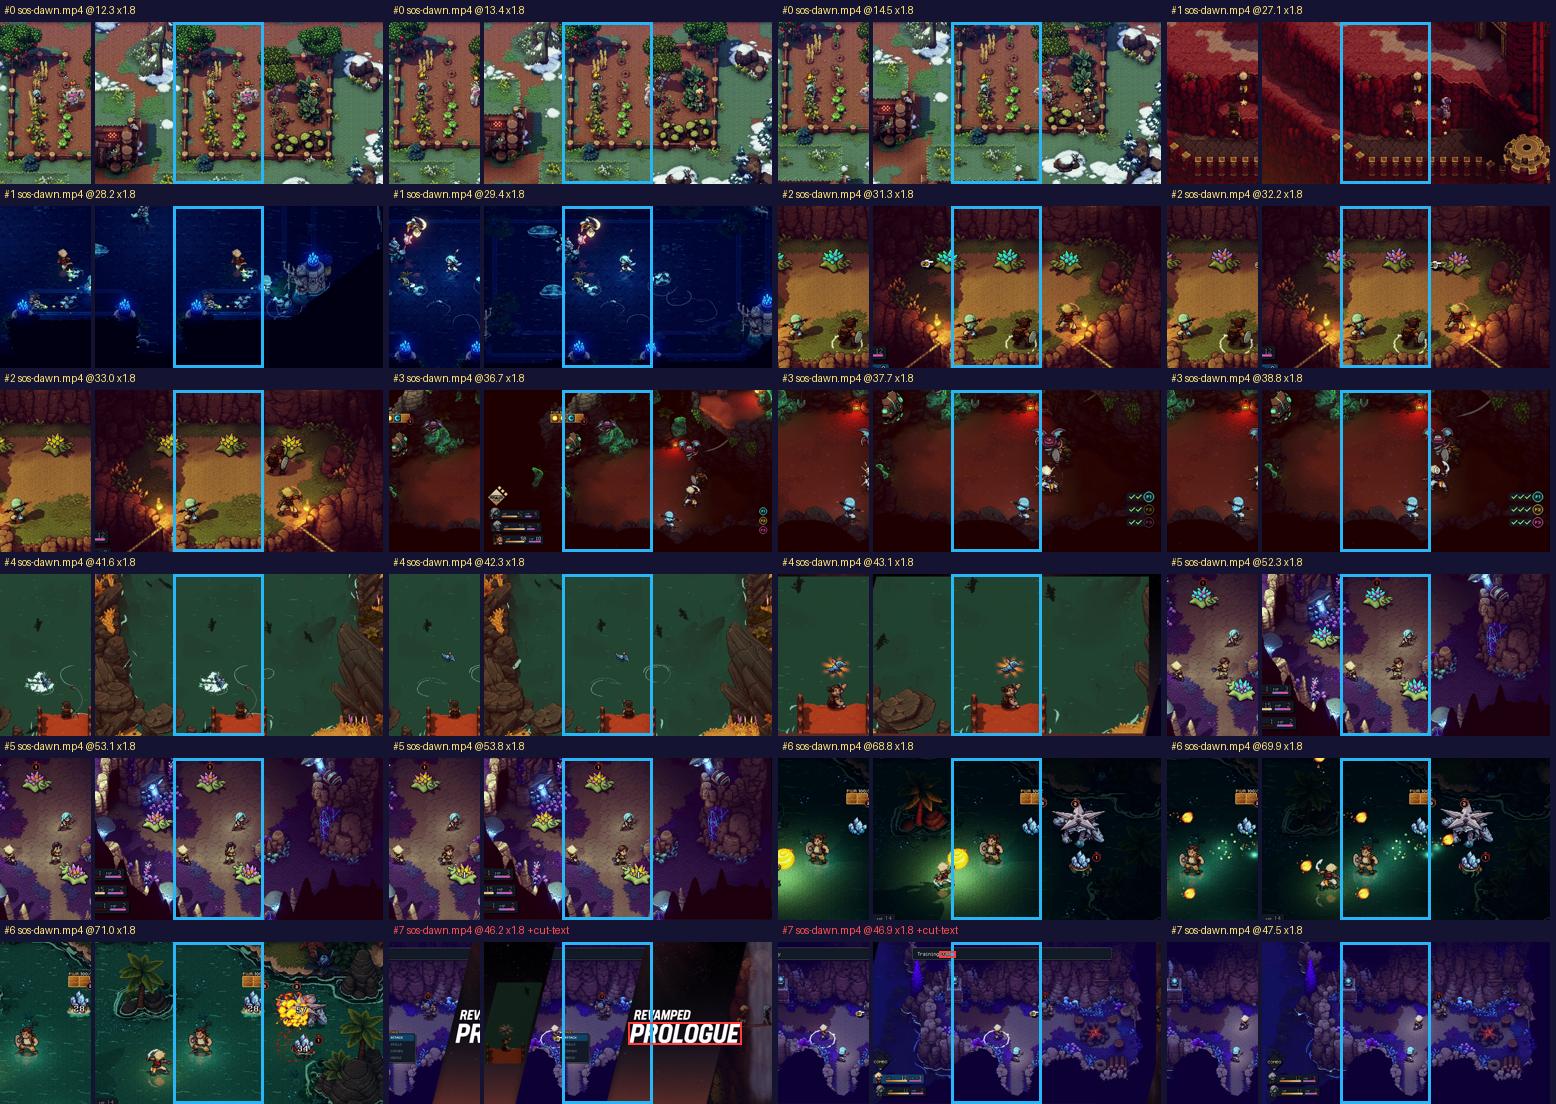 #0 sos-dawn.mp4 @12.3 x1.8
#0 sos-dawn.mp4 @13.4 x1.8
#0 sos-dawn.mp4 @14.5 x1.8
#1 sos-dawn.mp4 @27.1 x1.8
#1 sos-dawn.mp4 @28.2 x1.8
#1 sos-dawn.mp4 @29.4 x1.8
#2 sos-dawn.mp4 @31.3 x1.8
#2 sos-dawn.mp4 @32.2 x1.8
#2 sos-dawn.mp4 @33.0 x1.8
#3 sos-dawn.mp4 @36.7 x1.8
#3 sos-dawn.mp4 @37.7 x1.8
#3 sos-dawn.mp4 @38.8 x1.8
#4 sos-dawn.mp4 @41.6 x1.8
#4 sos-dawn.mp4 @42.3 x1.8
#4 sos-dawn.mp4 @43.1 x1.8
#5 sos-dawn.mp4 @52.3 x1.8
#5 sos-dawn.mp4 @53.1 x1.8
#5 sos-dawn.mp4 @53.8 x1.8
#6 sos-dawn.mp4 @68.8 x1.8
#6 sos-dawn.mp4 @69.9 x1.8
#6 sos-dawn.mp4 @71.0 x1.8
#7 sos-dawn.mp4 @46.2 x1.8 +cut-text
REV
PR
REVAMPED
PROLOGUE
#7 sos-dawn.mp4 @46.9 x1.8 +cut-text
Training
#7 sos-dawn.mp4 @47.5 x1.8